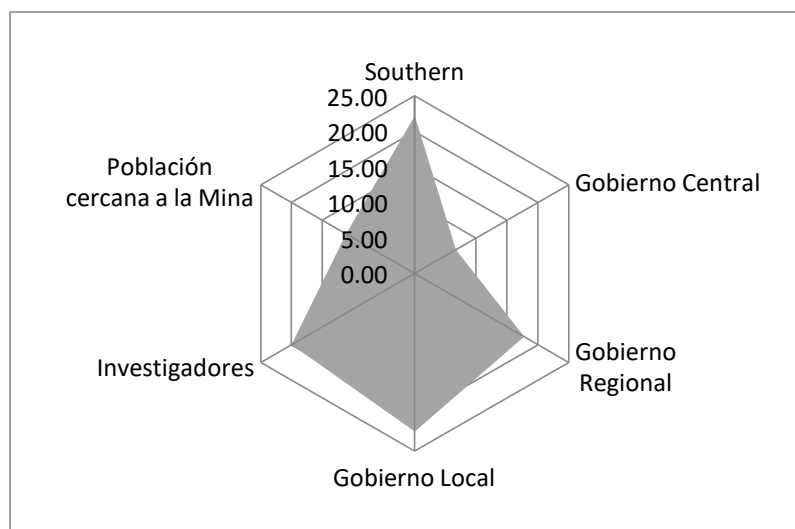 Southern
25.00
20.00
15.00
10.00
5.00
0.00
Gobierno Central
Gobierno
Regional
Gobierno Local
Investigadores
Población
cercana a la Mina